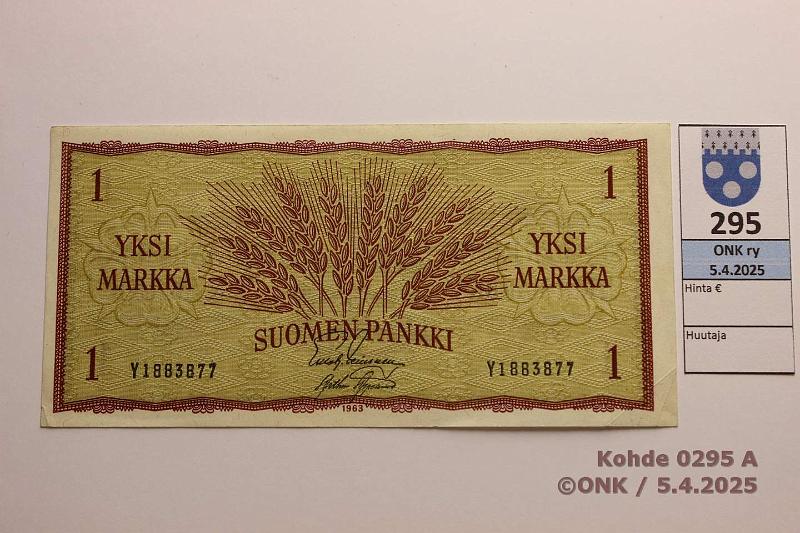 1
1
YKSI
MARKKA
YKSI
MARKKA
SUOMEN PANKKI
1
Y1883877
Y1883877
1
1963
295
ONK ry
5.4.2025
Hinta €
Huutaja
Kohde 0295 A
©ONK / 5.4.2025